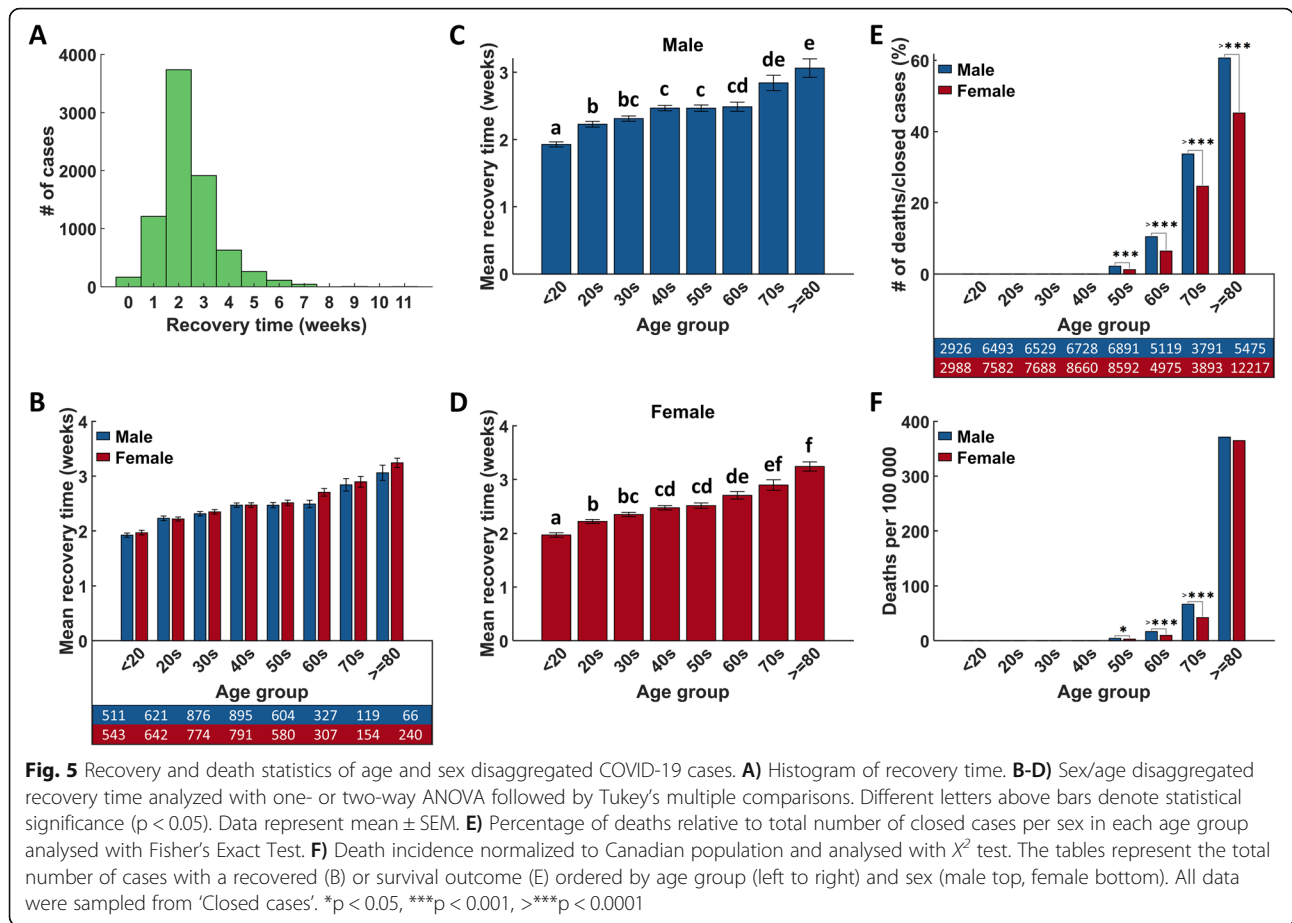 A
# of cases
4000
3000
2000
1000
0
0 1 2 3 4 5 6 7 8 9 10 11
Recovery time (weeks)
B
Mean recovery time (weeks)
4
3
2
1
0
Male
Female
<20 20s 30s 40s 50s 60s 70s >=80
Age group
511 621 876 895 604 327 119 66
543 642 774 791 580 307 154 240
C
Male
Mean recovery time (weeks)
3
2
1
0
a b bc c c cd de e
<20 20s 30s 40s 50s 60s 70s >=80
Age group
D
Female
Mean recovery time (weeks)
4
3
2
1
0
a b bc cd cd de ef f
<20 20s 30s 40s 50s 60s 70s >=80
Age group
E
# of deaths/closed cases (%)
60
40
20
0
Male
Female
*** >*** >*** >***
<20 20s 30s 40s 50s 60s 70s >=80
Age group
2926 6493 6529 6728 6891 5119 3791 5475
2988 7582 7688 8660 8592 4975 3893 12217
F
Deaths per 100 000
400
300
200
100
0
Male
Female
* >*** >***
<20 20s 30s 40s 50s 60s 70s >=80
Age group
Fig. 5 Recovery and death statistics of age and sex disaggregated COVID-19 cases. A) Histogram of recovery time. B-D) Sex/age disaggregated
recovery time analyzed with one- or two-way ANOVA followed by Tukey's multiple comparisons. Different letters above bars denote statistical
significance (p < 0.05). Data represent mean ± SEM. E) Percentage of deaths relative to total number of closed cases per sex in each age group
analysed with Fisher's Exact Test. F) Death incidence normalized to Canadian population and analysed with X² test. The tables represent the total
number of cases with a recovered (B) or survival outcome (E) ordered by age group (left to right) and sex (male top, female bottom). All data
were sampled from 'Closed cases'. *p < 0.05, ***p < 0.001, >***p < 0.0001